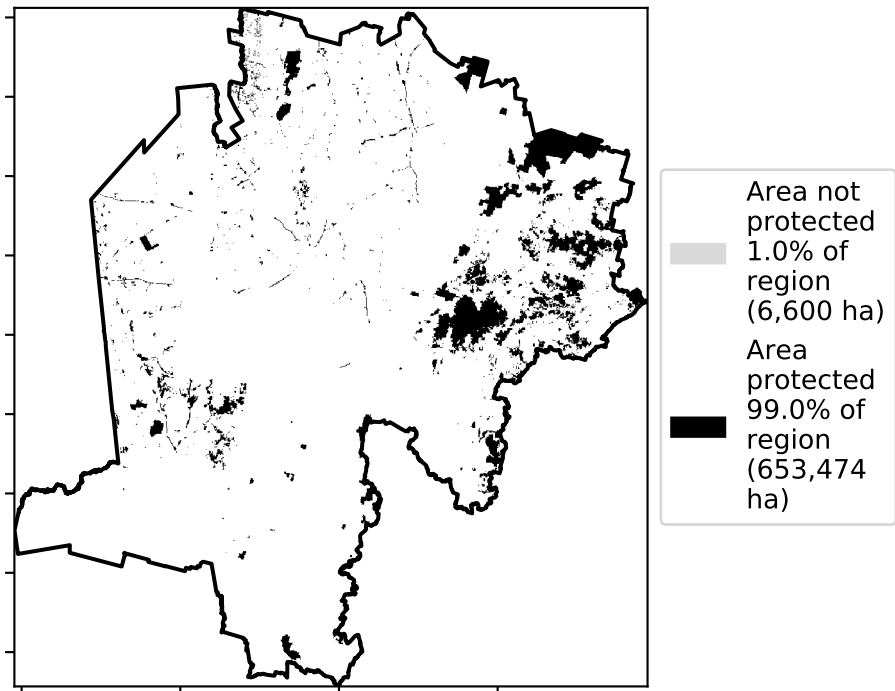 Area not
protected
1.0% of
region
(6,600 ha)
Area
protected
99.0% of
region
(653,474
ha)